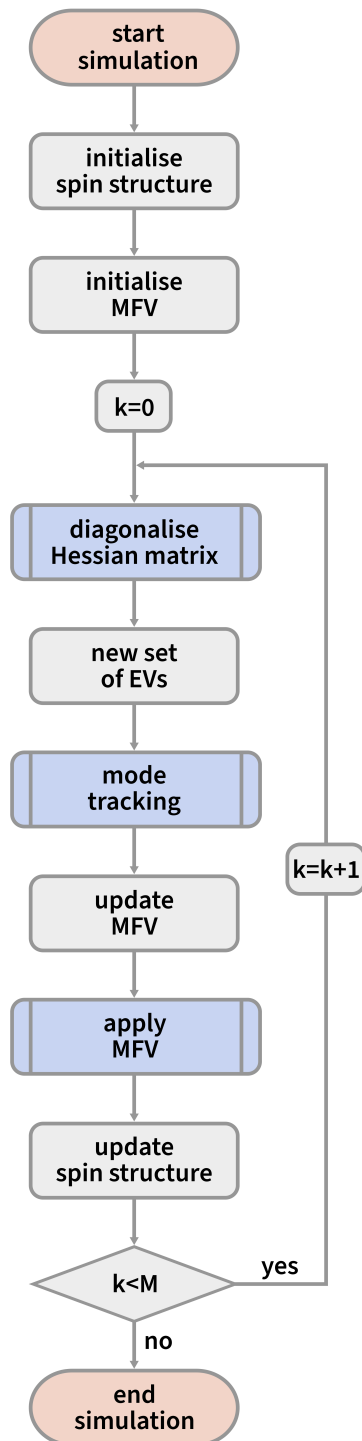 start
simulation
initialise
spin structure
initialise
MFV
k=0
diagonalise
Hessian matrix
new set
of EVs
mode
tracking
k=k+1
update
MFV
apply
MFV
update
spin structure
k<M
yes
no
end
simulation